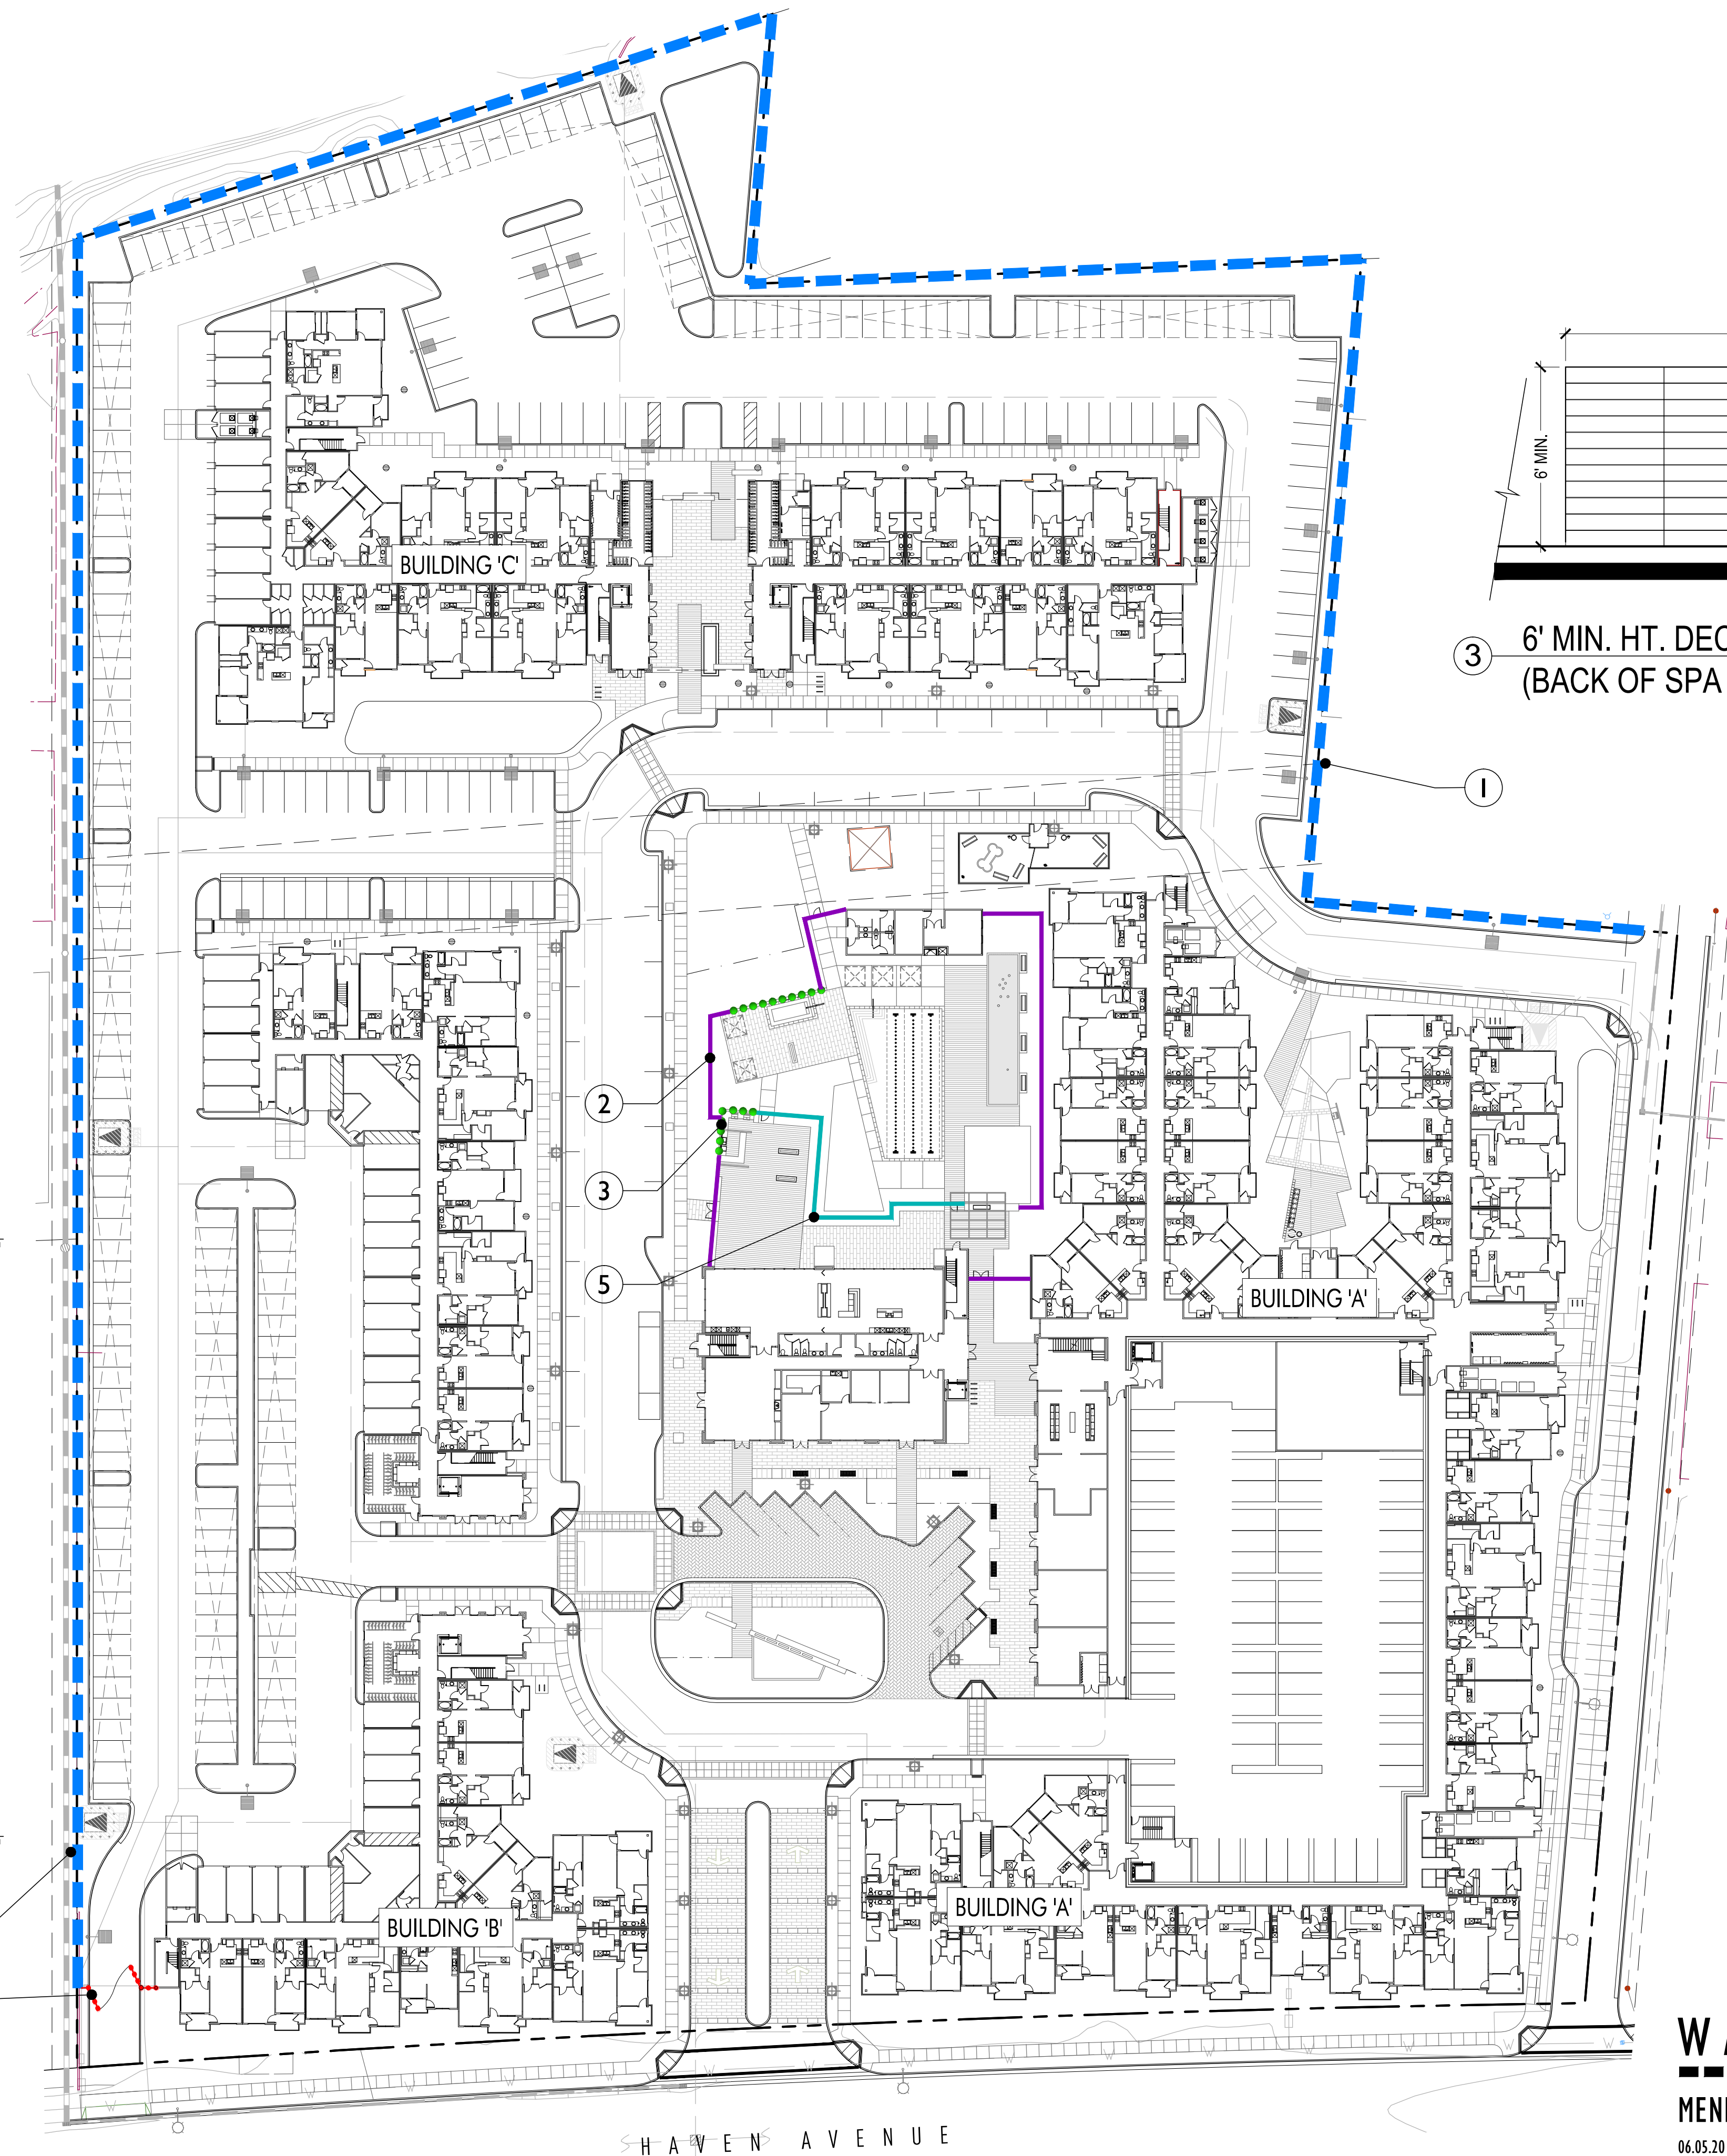 6' MIN.
3
6' MIN. HT. DEC
(BACK OF SPA
BUILDING 'C'
1
2
3
5
BUILDING 'A'
BUILDING 'B'
BUILDING 'A'
HAVEN AVENUE
W
MEN
06.05.20